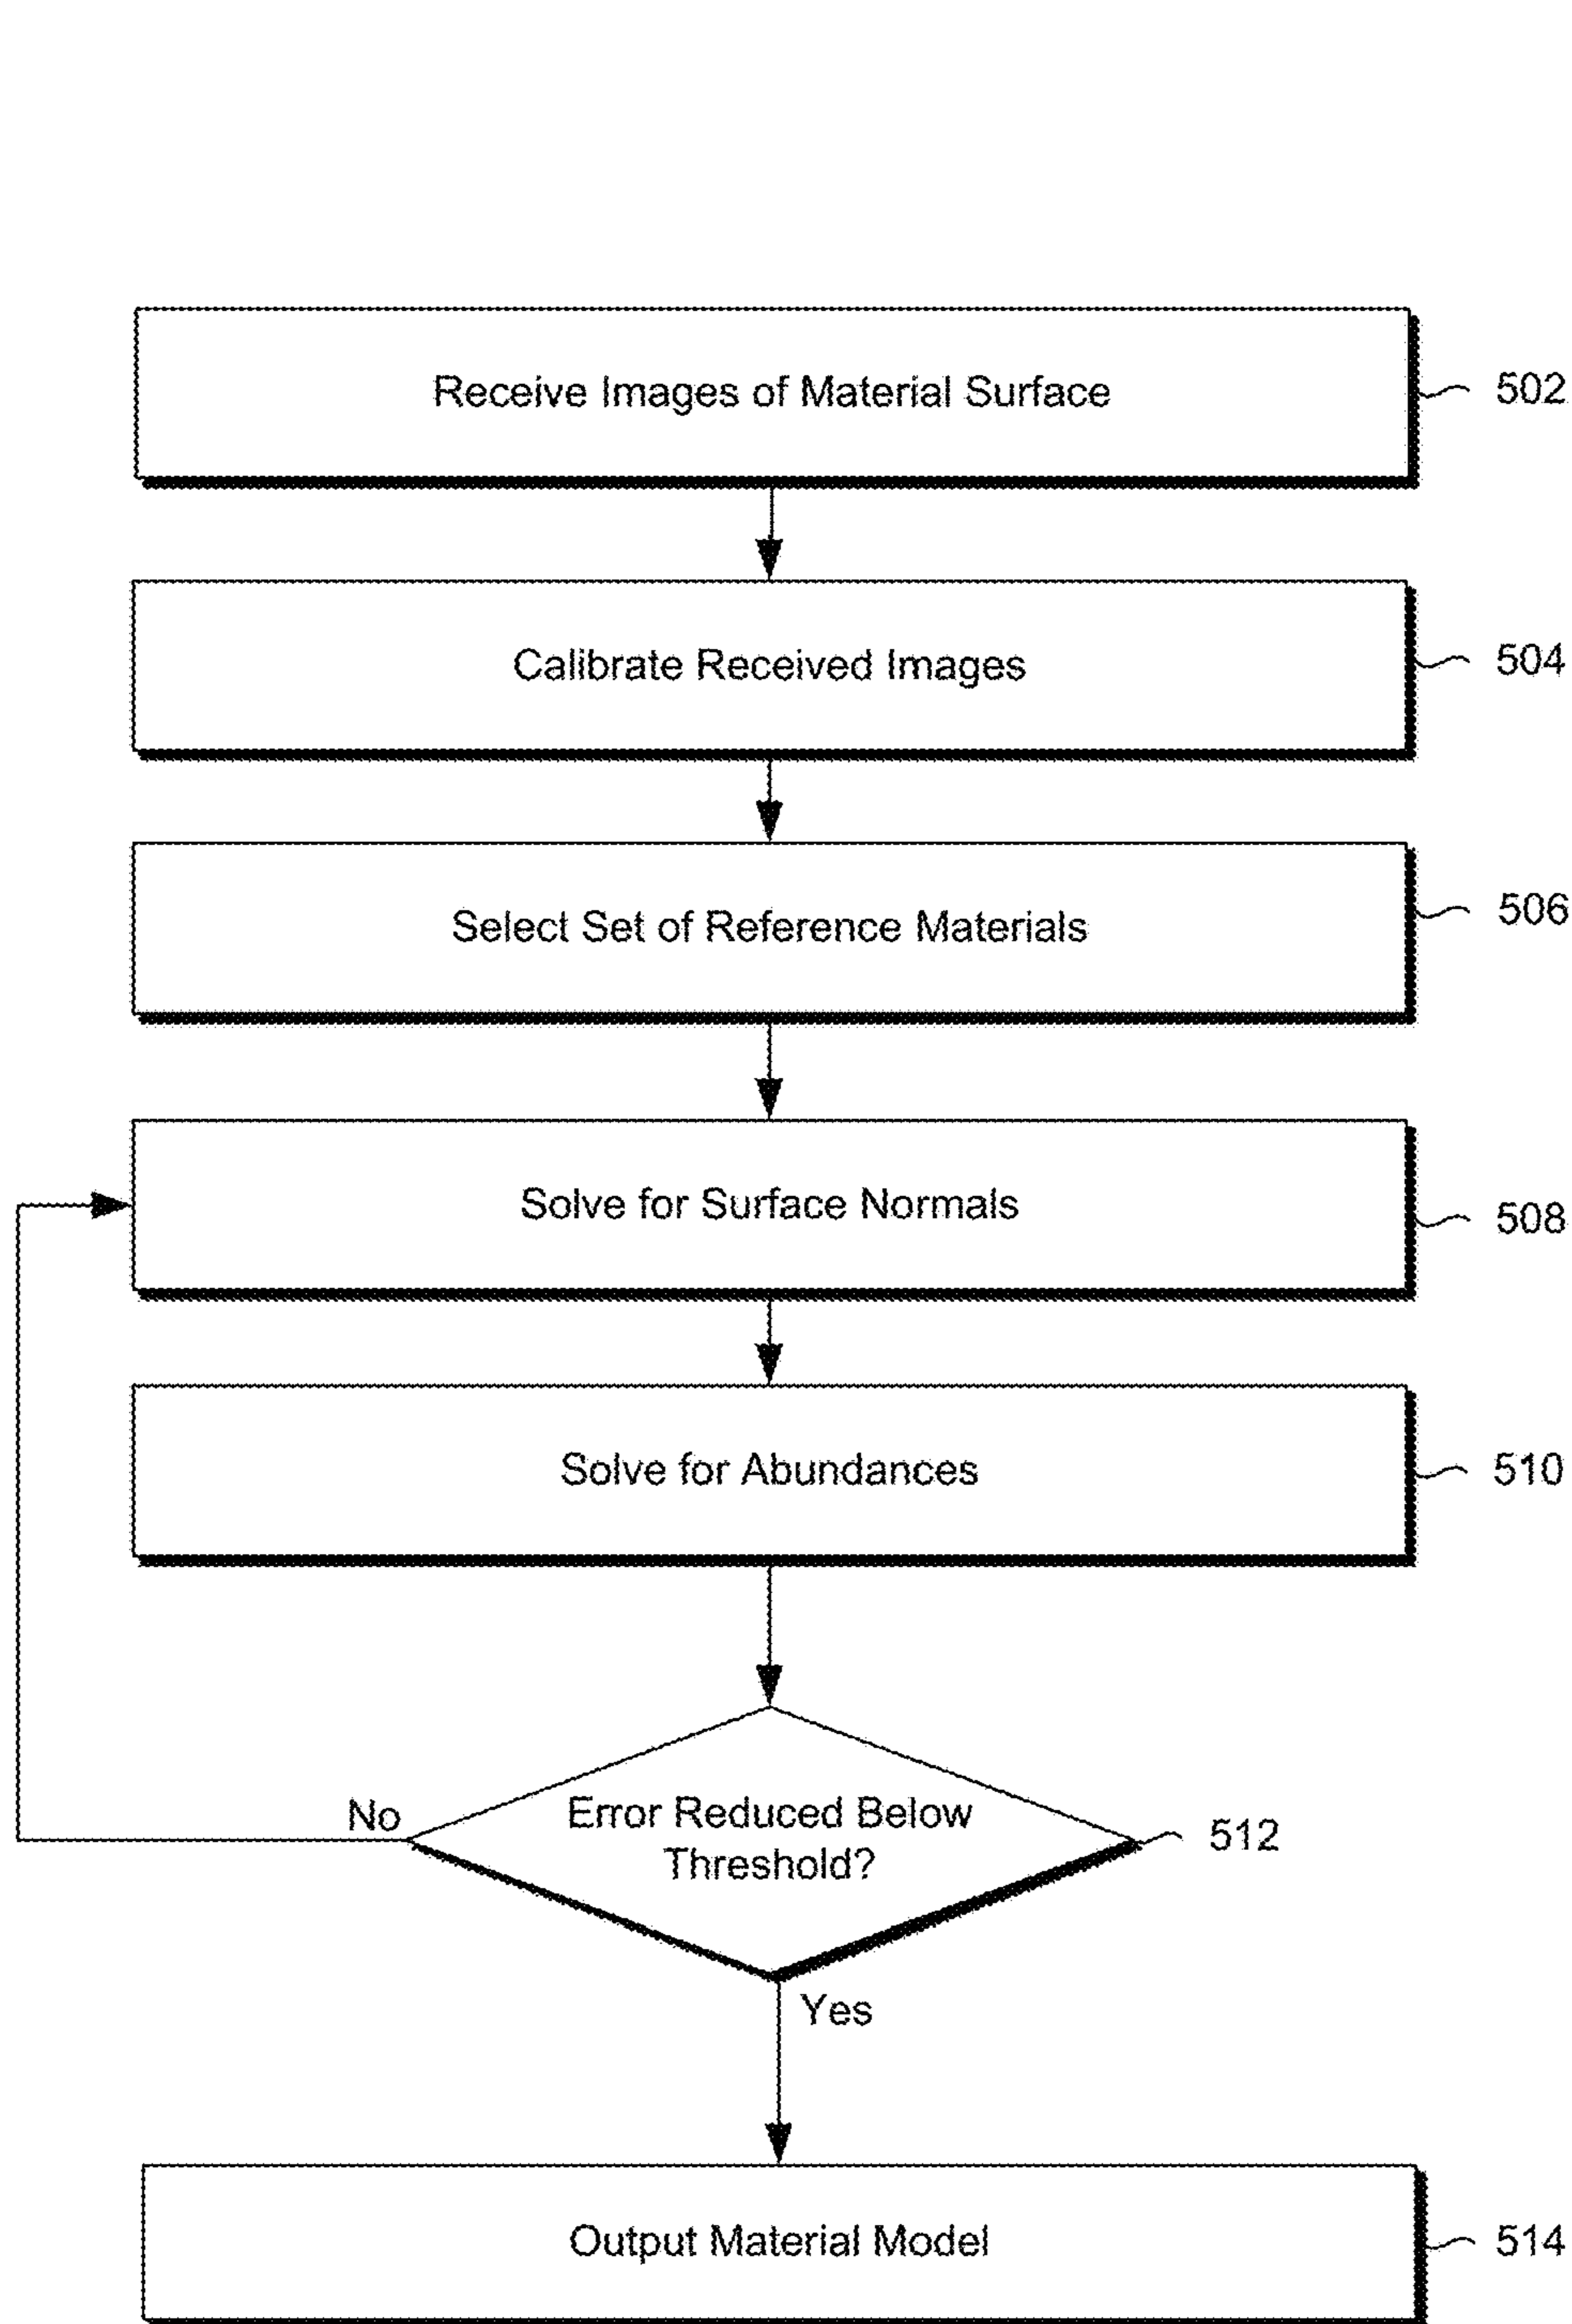 Receive Images of Material Surface
502
Calibrate Received Images
504
Select Set of Reference Materials
506
Solve for Surface Normals
508
Solve for Abundances
510
No
Error Reduced Below
Threshold?
512
Yes
Output Material Model
514